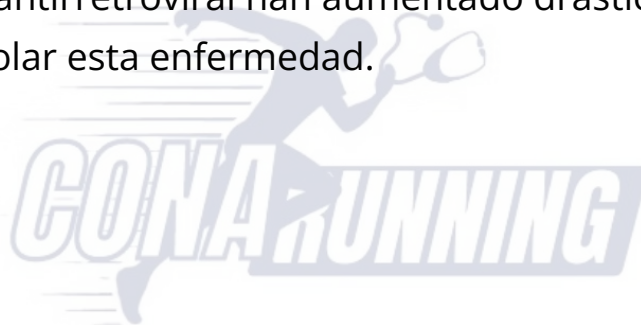 antirretroviral han aumentado drástic
olar esta enfermedad.
CONARUNNING